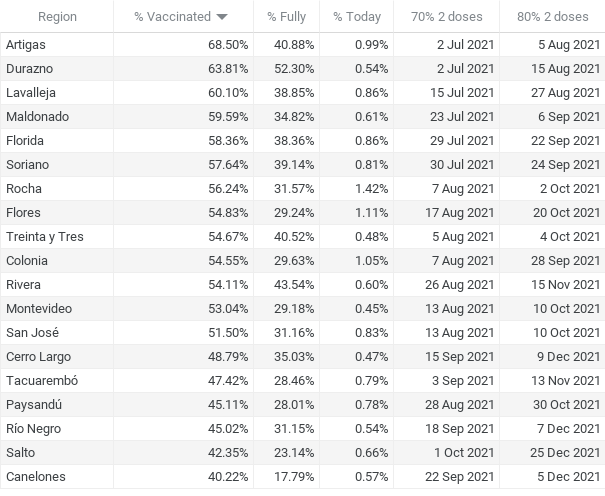 Region % Vaccinated % Fully % Today 70% 2 doses 80% 2 doses
Artigas 68.50% 40.88% 0.99% 2 Jul 2021 5 Aug 2021
Durazno 63.81% 52.30% 0.54% 2 Jul 2021 15 Aug 2021
Lavalleja 60.10% 38.85% 0.86% 15 Jul 2021 27 Aug 2021
Maldonado 59.59% 34.82% 0.61% 23 Jul 2021 6 Sep 2021
Florida 58.36% 38.36% 0.86% 29 Jul 2021 22 Sep 2021
Soriano 57.64% 39.14% 0.81% 30 Jul 2021 24 Sep 2021
Rocha 56.24% 31.57% 1.42% 7 Aug 2021 2 Oct 2021
Flores 54.83% 29.24% 1.11% 17 Aug 2021 20 Oct 2021
Treinta y Tres 54.67% 40.52% 0.48% 5 Aug 2021 4 Oct 2021
Colonia 54.55% 29.63% 1.05% 7 Aug 2021 28 Sep 2021
Rivera 54.11% 43.54% 0.60% 26 Aug 2021 15 Nov 2021
Montevideo 53.04% 29.18% 0.45% 13 Aug 2021 10 Oct 2021
San José 51.50% 31.16% 0.83% 13 Aug 2021 10 Oct 2021
Cerro Largo 48.79% 35.03% 0.47% 15 Sep 2021 9 Dec 2021
Tacuarembó 47.42% 28.46% 0.79% 3 Sep 2021 13 Nov 2021
Paysandú 45.11% 28.01% 0.78% 28 Aug 2021 30 Oct 2021
Río Negro 45.02% 31.15% 0.54% 18 Sep 2021 7 Dec 2021
Salto 42.35% 23.14% 0.66% 1 Oct 2021 25 Dec 2021
Canelones 40.22% 17.79% 0.57% 22 Sep 2021 5 Dec 2021